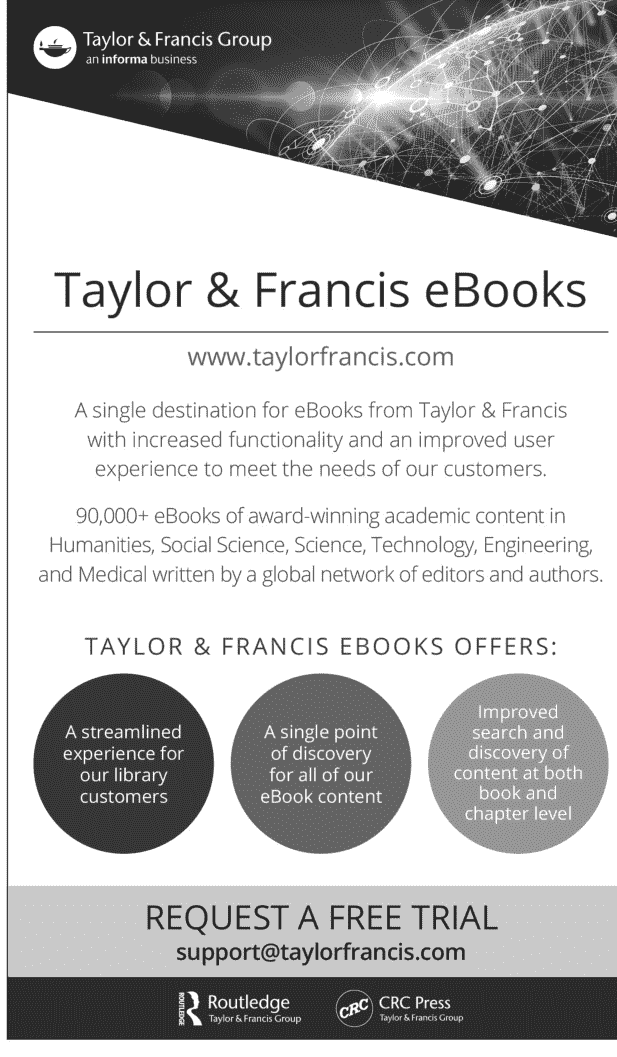 Taylor & Francis Group
an informa business
Taylor & Francis eBooks
www.taylorfrancis.com
A single destination for eBooks from Taylor & Francis
with increased functionality and an improved user
experience to meet the needs of our customers.
90,000+ eBooks of award-winning academic content in
Humanities, Social Science, Science, Technology, Engineering,
and Medical written by a global network of editors and authors.
TAYLOR & FRANCIS EBOOKS OFFERS:
A streamlined
experience for
our library
customers
A single point
of discovery
for all of our
eBook content
Improved
search and
discovery of
content at both
book and
chapter level
REQUEST A FREE TRIAL
support@taylorfrancis.com
ROUTLEDGE
Routledge
Taylor & Francis Group
CRC
CRC Press
Taylor & Francis Group